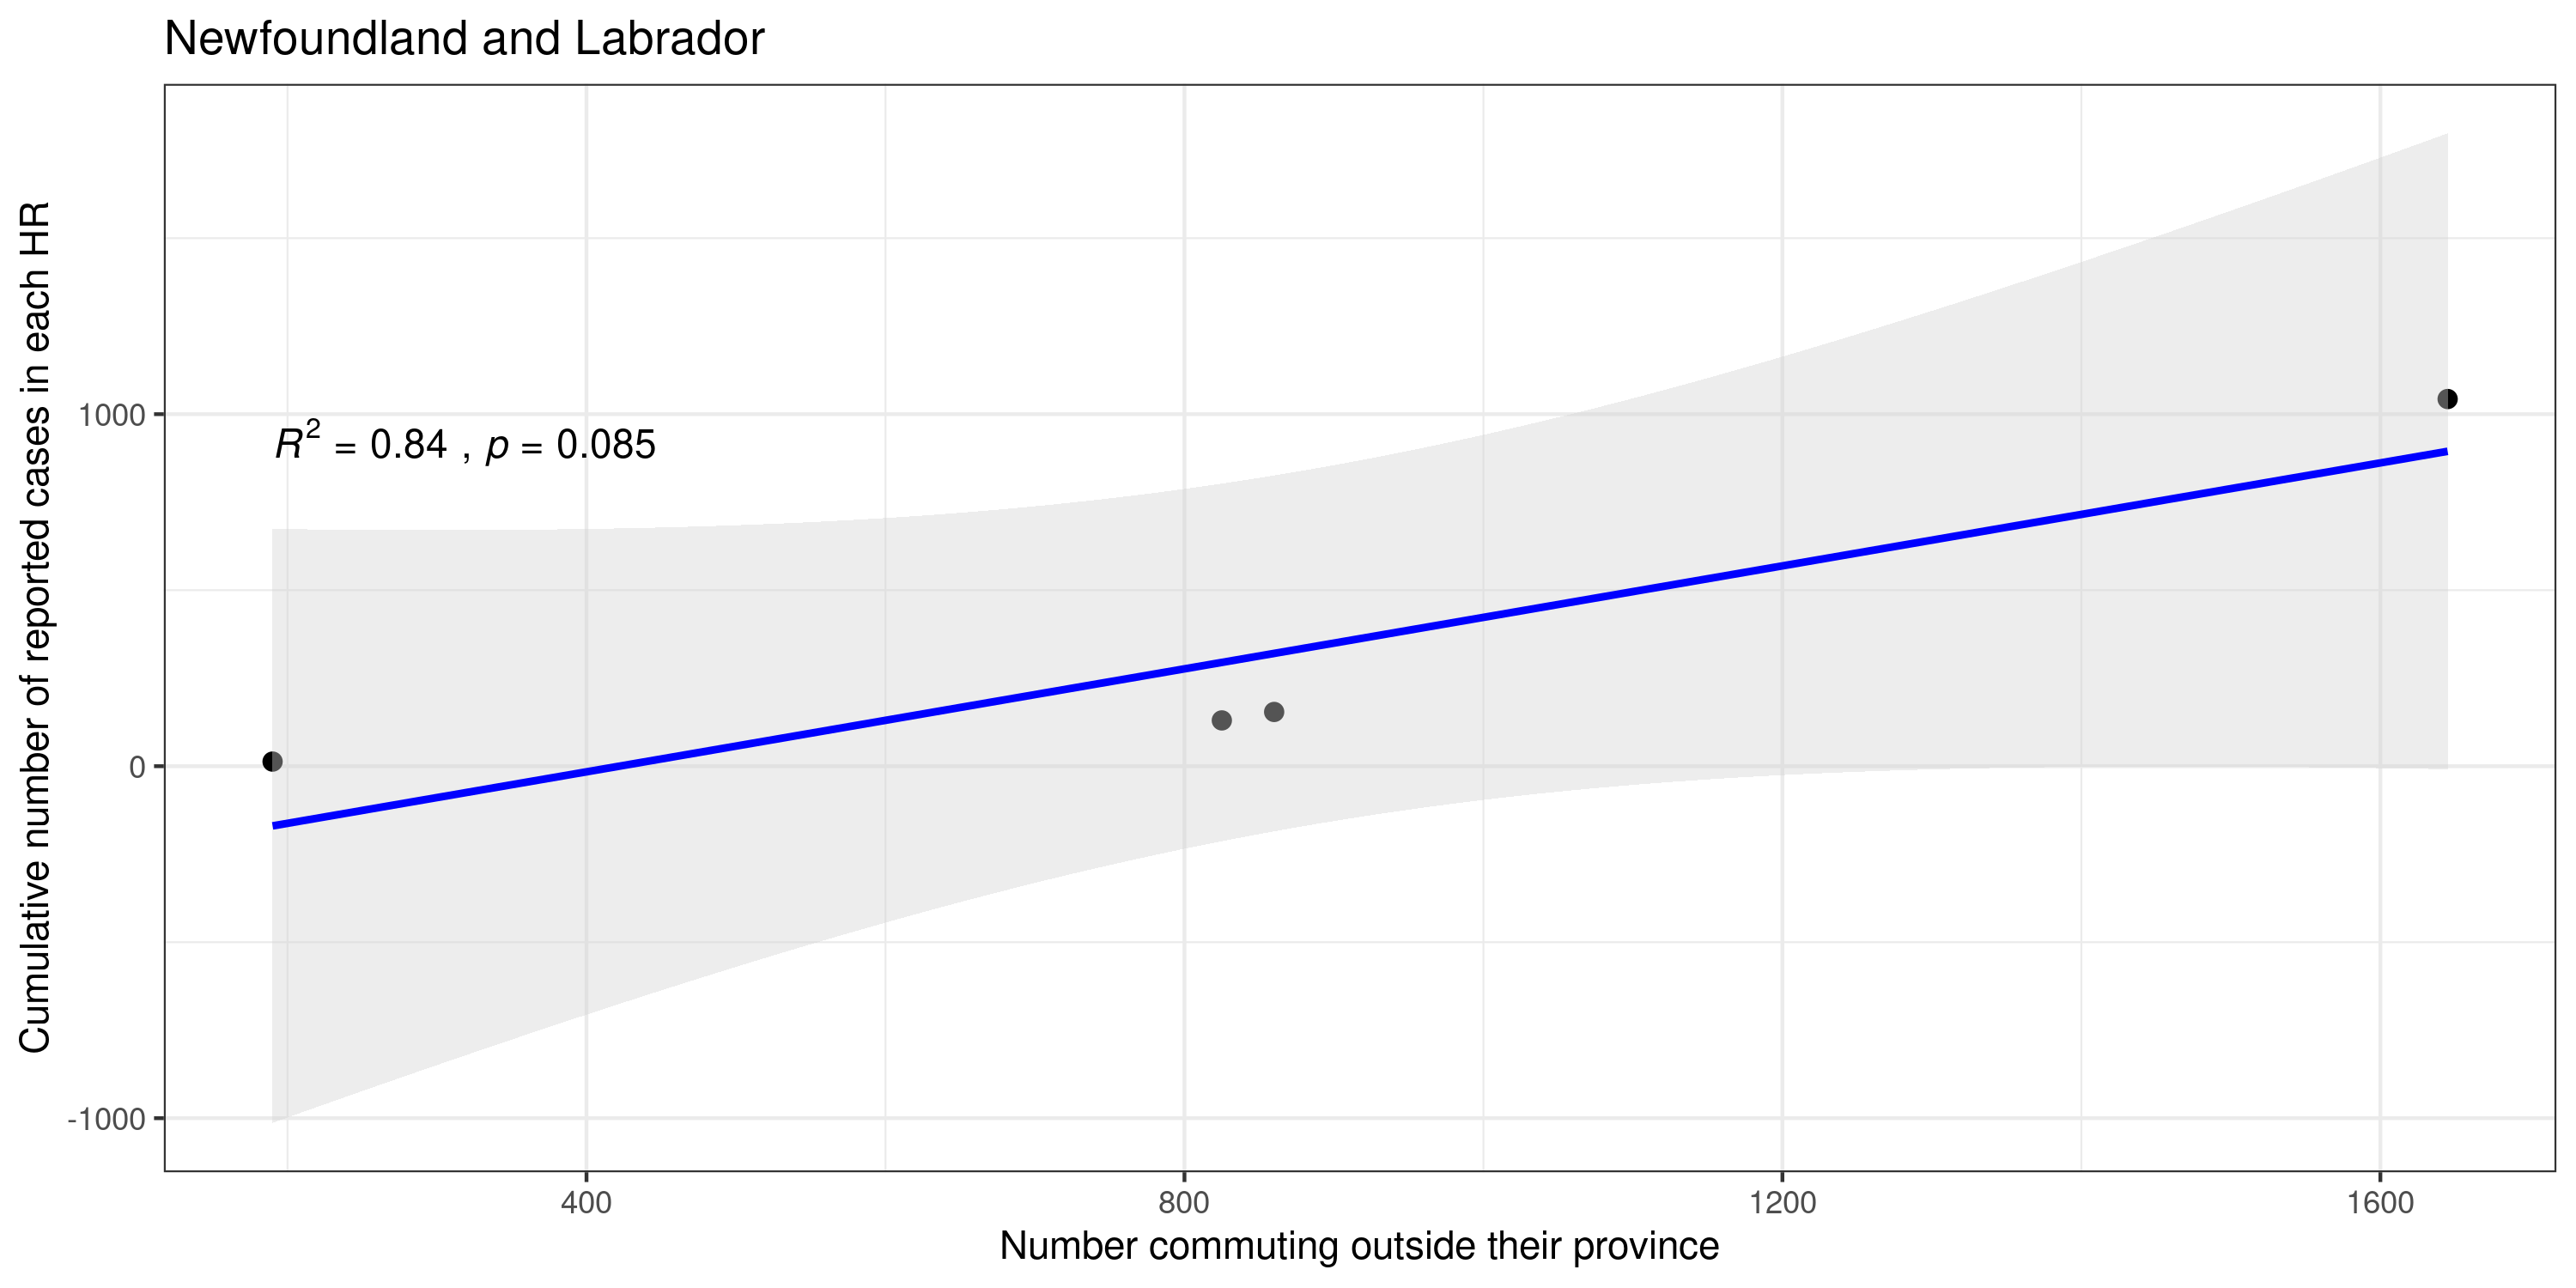 Newfoundland and Labrador
Cumulative number of reported cases in each HR
1000
0
-1000
R² = 0.84 , p = 0.085
400
800
1200
1600
Number commuting outside their province